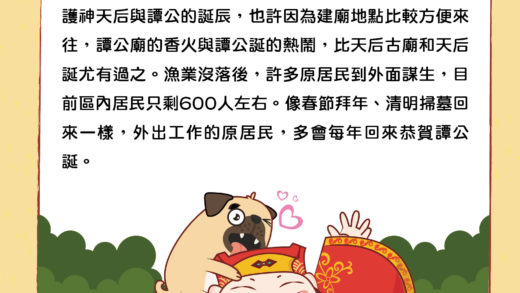 護神天后與譚公的誕辰，也許因為建廟地點比較方便來
往，譚公廟的香火與譚公誕的熱鬧，比天后古廟和天后
誕尤有過之。漁業沒落後，許多原居民到外面謀生，目
前區內居民只剩600人左右。像春節拜年、清明掃墓回
來一樣，外出工作的原居民，多會每年回來恭賀譚公
誕。